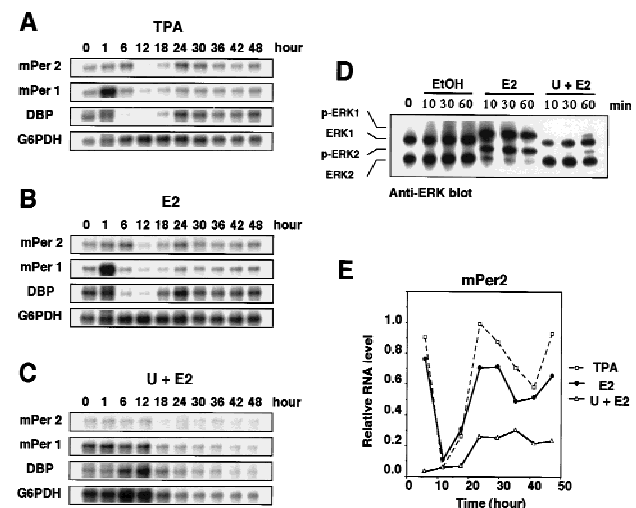 A
TPA
0 1 6 12 18 24 30 36 42 48 hour
mPer 2
mPer 1
DBP
G6PDH
B
E2
0 1 6 12 18 24 30 36 42 48 hour
mPer 2
mPer 1
DBP
G6PDH
C
U + E2
0 1 6 12 18 24 30 36 42 48 hour
mPer 2
mPer 1
DBP
G6PDH
D
EtOH E2 U + E2
0 10 30 60 10 30 60 10 30 60 min
p-ERK1
ERK1
p-ERK2
ERK2
Anti-ERK blot
E
mPer2
Relative RNA level
1.0
0.8
0.6
0.4
0.2
0.0
0 10 20 30 40 50
Time (hour)
TPA
E2
U + E2